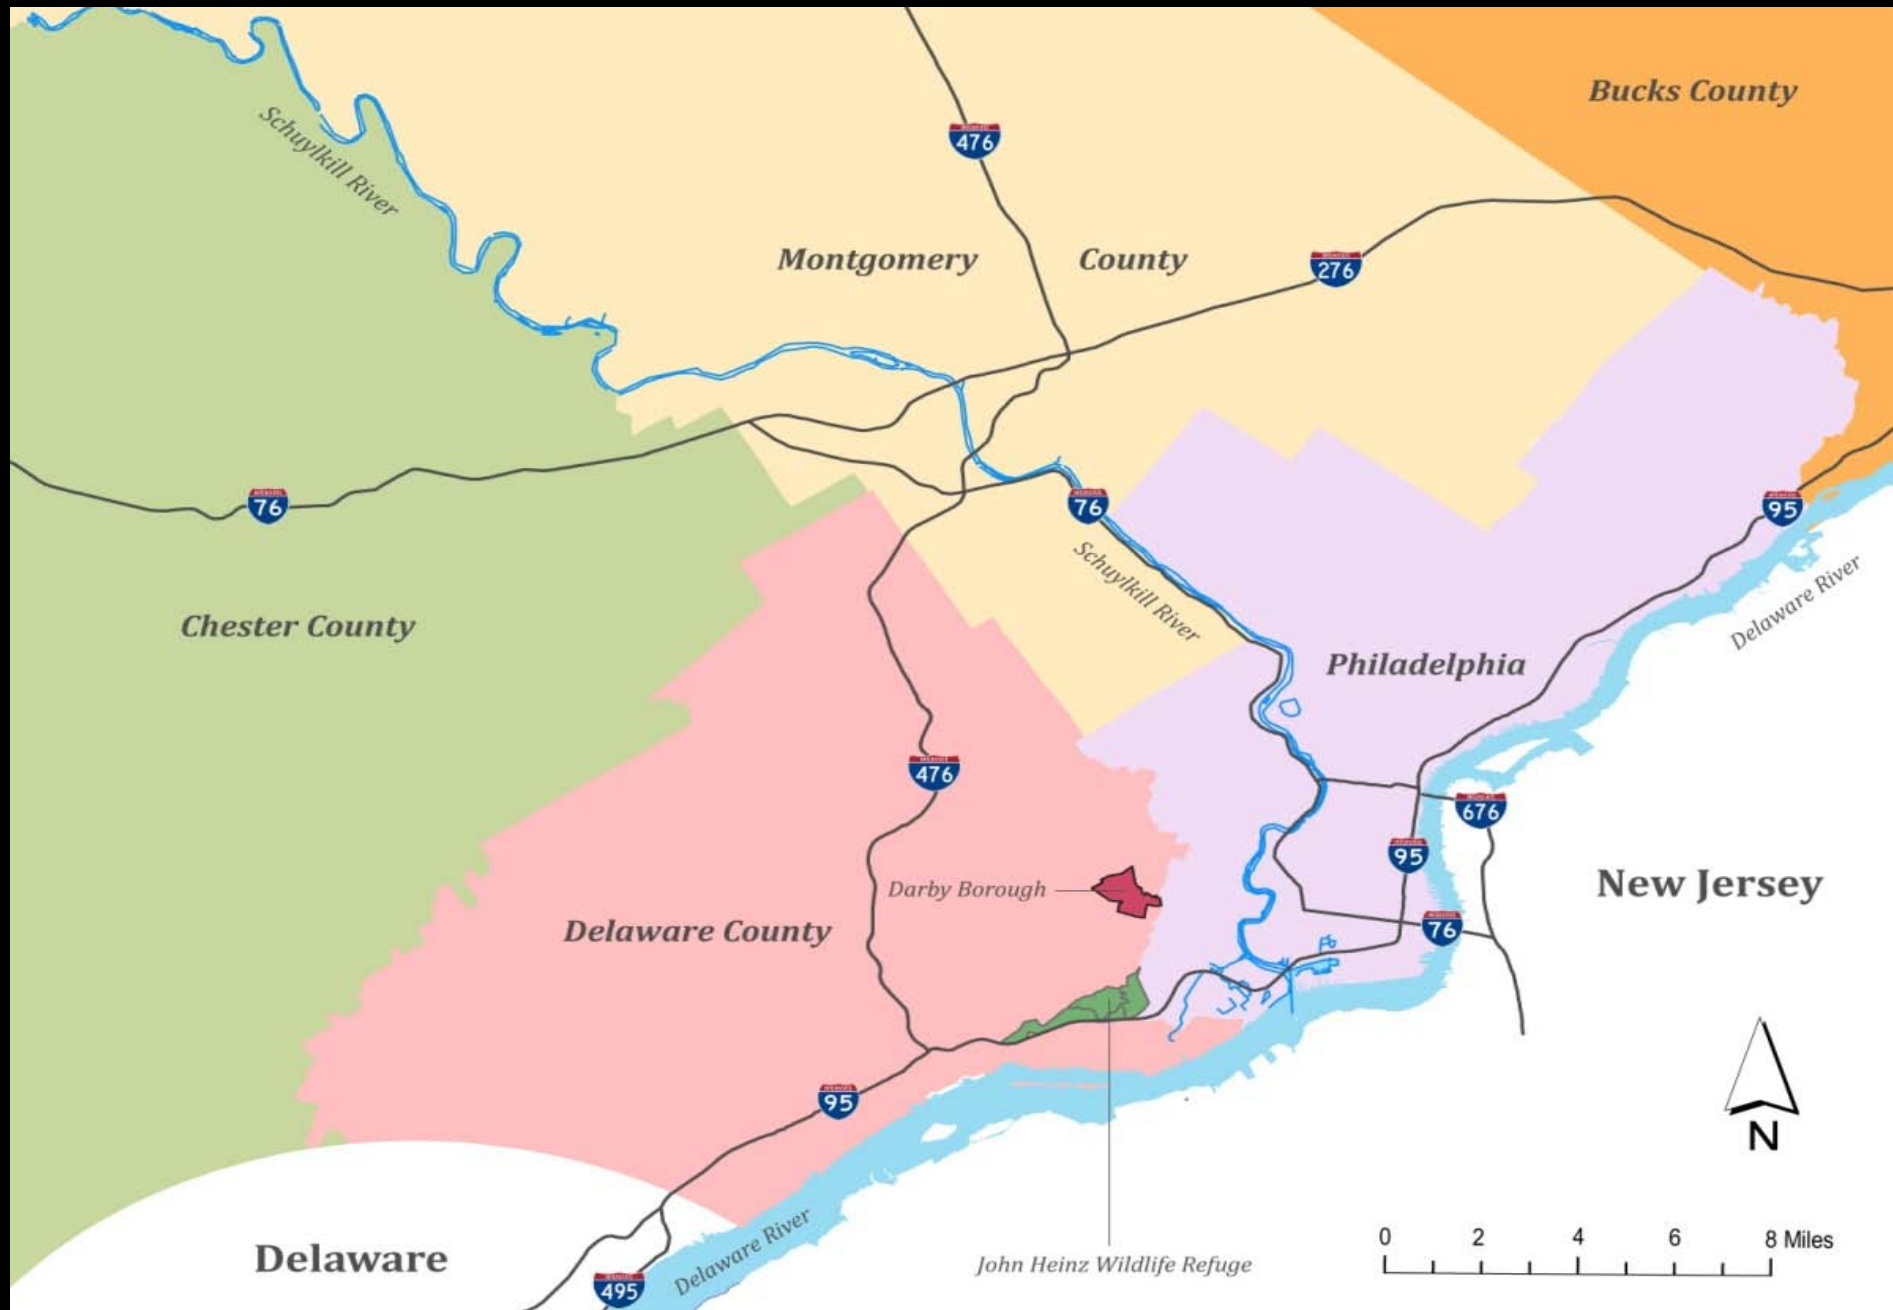 Bucks County
Schuylkill River
476
Montgomery County
276
76
76
95
Schuylkill River
Delaware River
Chester County
Philadelphia
476
676
95
Darby Borough
New Jersey
Delaware County
76
95
N
Delaware
Delaware River
John Heinz Wildlife Refuge
0 2 4 6 8 Miles
495